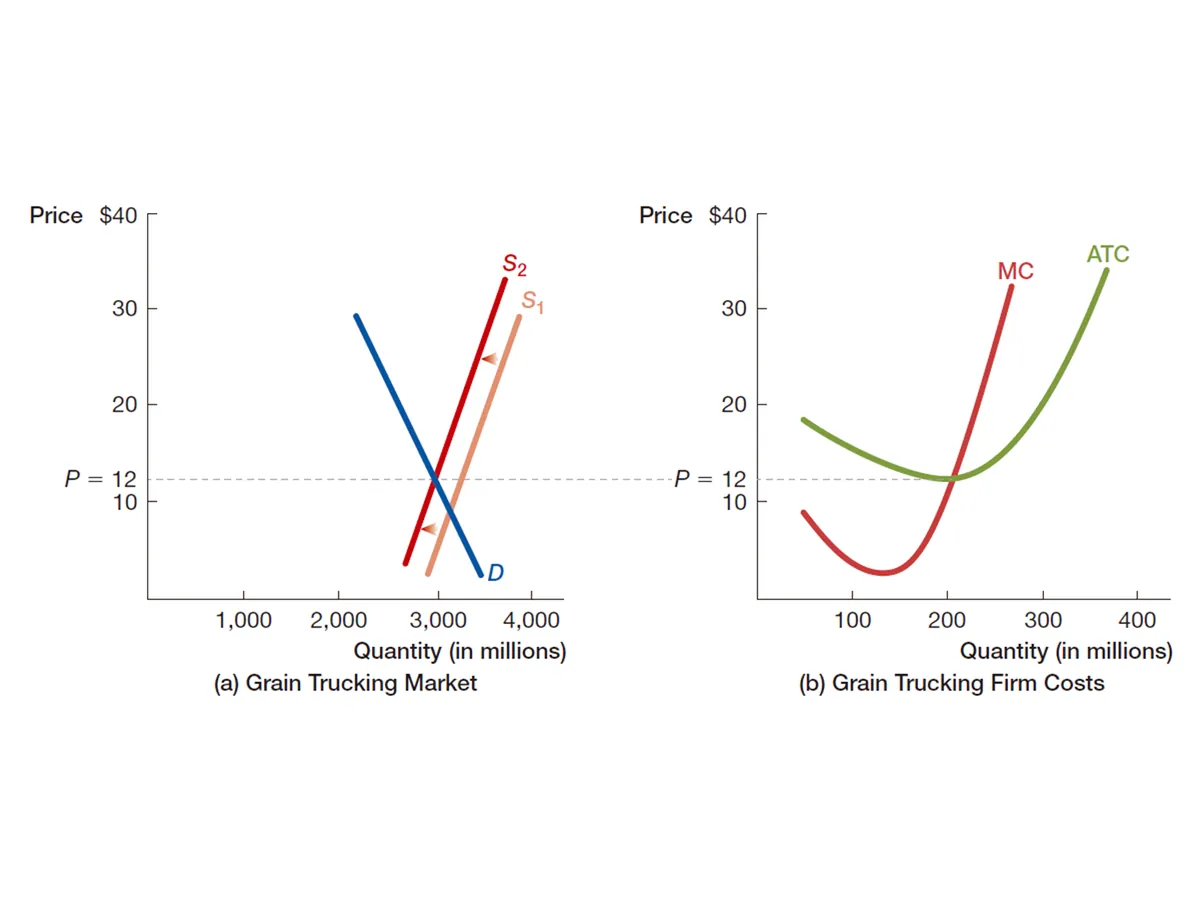 Price $40
30
20
P = 12
10
S2
S1
D
1,000 2,000 3,000 4,000
Quantity (in millions)
(a) Grain Trucking Market
Price $40
30
20
P = 12
10
MC
ATC
100 200 300 400
Quantity (in millions)
(b) Grain Trucking Firm Costs